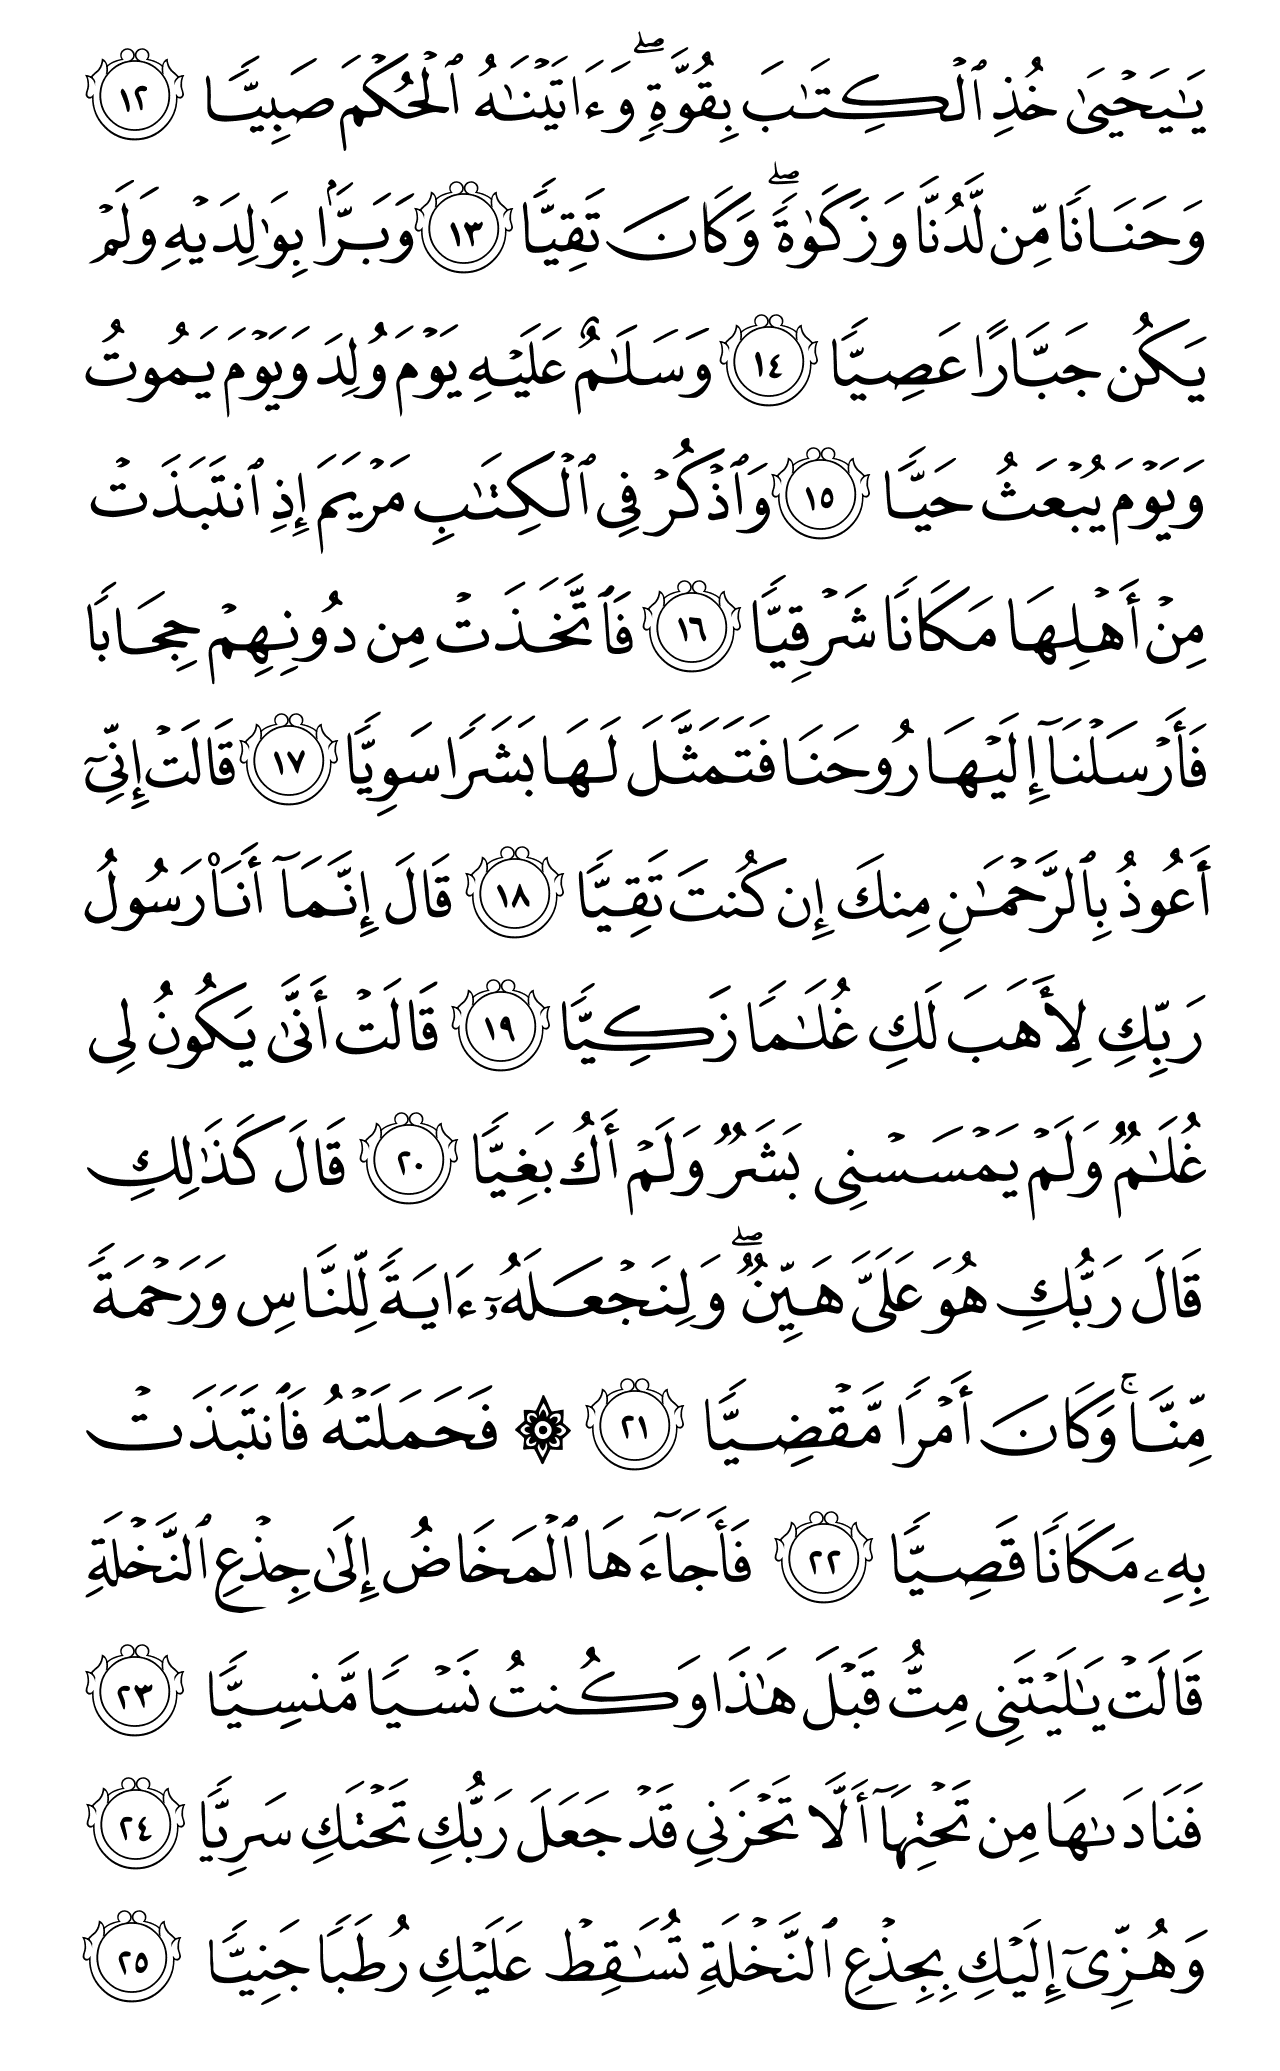 يَـٰيَحۡيَىٰ خُذِ ٱلۡكِتَـٰبَ بِقُوَّةࣲۖ وَءَاتَيۡنَـٰهُ ٱلۡحُكۡمَ صَبِيࣰّا ١٢
وَحَنَانࣰا مِّن لَّدُنَّا وَزَكَوٰةࣰۖ وَكَانَ تَقِيࣰّا ١٣ وَبَرَّۢا بِوَٰلِدَيۡهِ وَلَمۡ
يَكُن جَبَّارًا عَصِيࣰّا ١٤ وَسَلَـٰمٌ عَلَيۡهِ يَوۡمَ وُلِدَ وَيَوۡمَ يَمُوتُ
وَيَوۡمَ يُبۡعَثُ حَيࣰّا ١٥ وَٱذۡكُرۡ فِی ٱلۡكِتَـٰبِ مَرۡيَمَ إِذِ ٱنتَبَذَتۡ
مِنۡ أَهۡلِهَا مَكَانࣰا شَرۡقِيࣰّا ١٦ فَٱتَّخَذَتۡ مِن دُونِهِمۡ حِجَابࣰا
فَأَرۡسَلۡنَاۤ إِلَيۡهَا رُوحَنَا فَتَمَثَّلَ لَهَا بَشَرࣰا سَوِيࣰّا ١٧ قَالَتۡ إِنِّیۤ
أَعُوذُ بِٱلرَّحۡمَـٰنِ مِنكَ إِن كُنتَ تَقِيࣰّا ١٨ قَالَ إِنَّمَاۤ أَنَا۠ رَسُولُ
رَبِّكِ لِأَهَبَ لَكِ غُلَـٰمࣰا زَكِيࣰّا ١٩ قَالَتۡ أَنَّىٰ يَكُونُ لِی
غُلَـٰمࣱ وَلَمۡ يَمۡسَسۡنِی بَشَرࣱ وَلَمۡ أَكُ بَغِيࣰّا ٢٠ قَالَ كَذَٰلِكِ
قَالَ رَبُّكِ هُوَ عَلَیَّ هَيِّنࣱۖ وَلِنَجۡعَلَهُۥۤ ءَايَةࣰ لِّلنَّاسِ وَرَحۡمَةࣰ
مِّنَّاۚ وَكَانَ أَمۡرࣰا مَّقۡضِيࣰّا ٢١ ۞ فَحَمَلَتۡهُ فَٱنتَبَذَتۡ
بِهِۦ مَكَانࣰا قَصِيࣰّا ٢٢ فَأَجَاۤءَهَا ٱلۡمَخَاضُ إِلَىٰ جِذۡعِ ٱلنَّخۡلَةِ
قَالَتۡ يَـٰلَيۡتَنِی مِتُّ قَبۡلَ هَـٰذَا وَكُنتُ نَسۡيࣰا مَّنسِيࣰّا ٢٣
فَنَادَىٰهَا مِن تَحۡتِهَاۤ أَلَّا تَحۡزَنِی قَدۡ جَعَلَ رَبُّكِ تَحۡتَكِ سَرِيࣰّا ٢٤
وَهُزِّیۤ إِلَيۡكِ بِجِذۡعِ ٱلنَّخۡلَةِ تُسَـٰقِطۡ عَلَيۡكِ رُطَبࣰا جَنِيࣰّا ٢٥